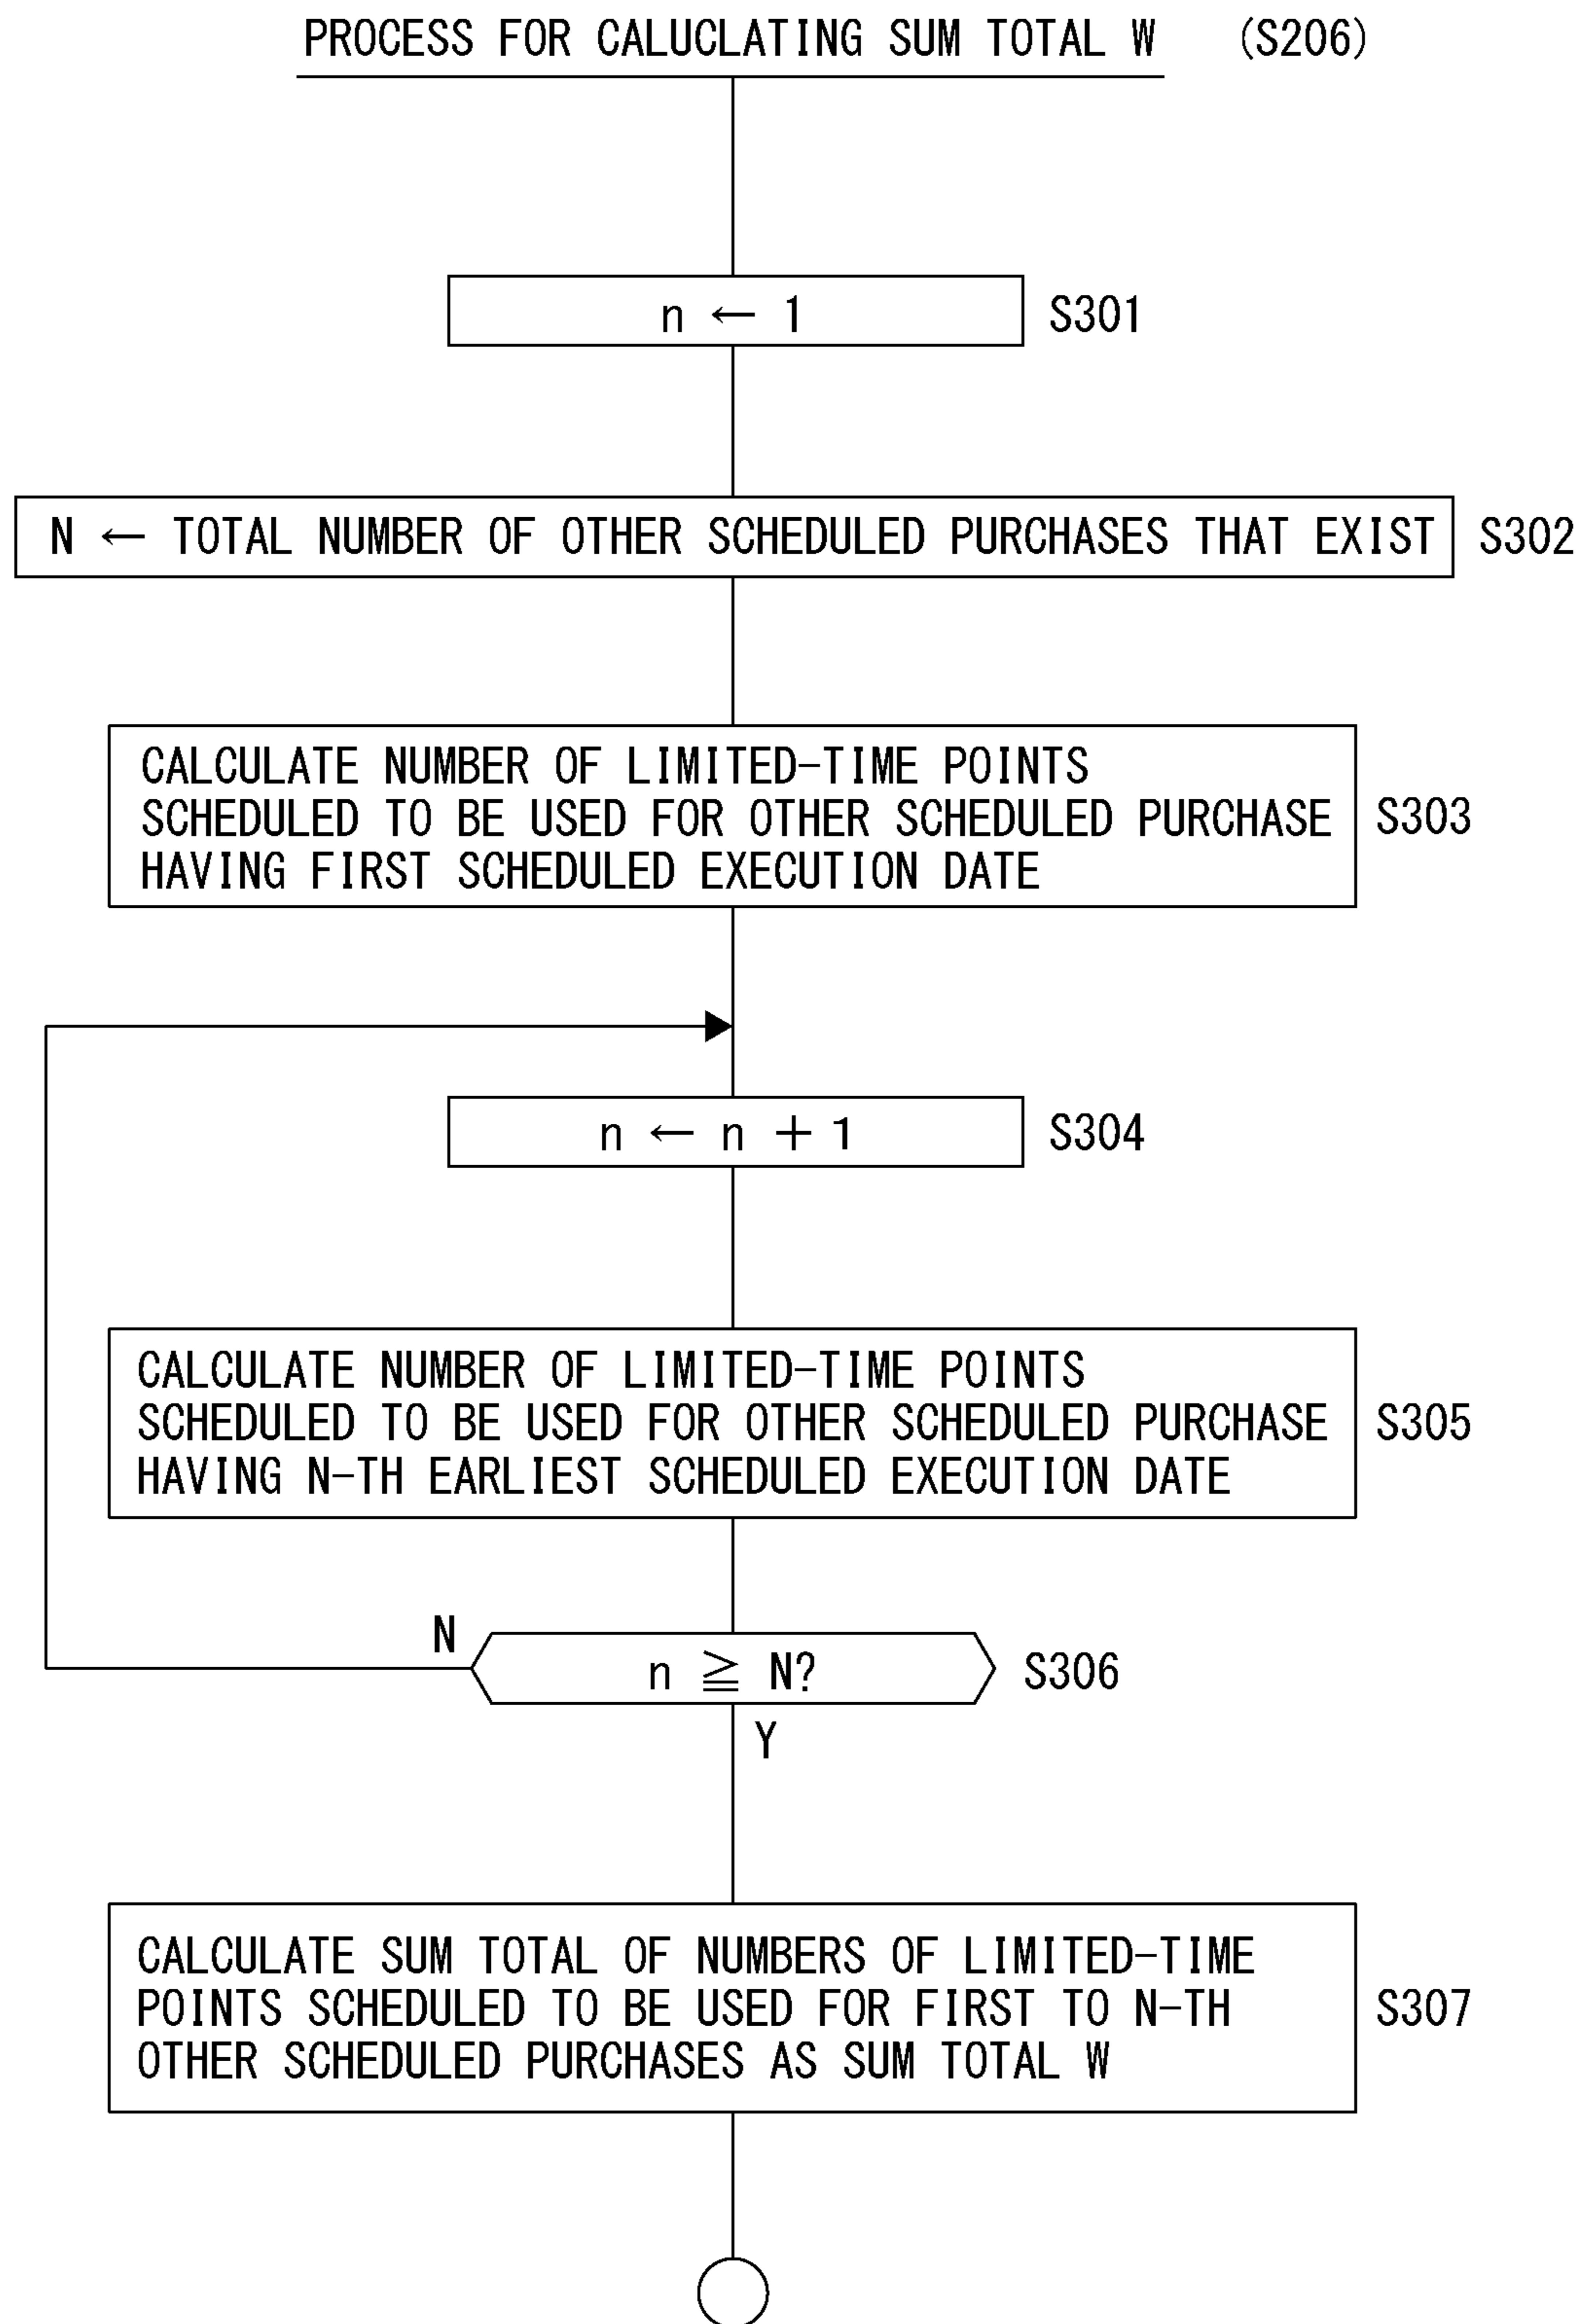 PROCESS FOR CALUCLATING SUM TOTAL W (S206)
n ← 1 S301
N ← TOTAL NUMBER OF OTHER SCHEDULED PURCHASES THAT EXIST S302
CALCULATE NUMBER OF LIMITED-TIME POINTS
SCHEDULED TO BE USED FOR OTHER SCHEDULED PURCHASE
HAVING FIRST SCHEDULED EXECUTION DATE
S303
n ← n + 1 S304
CALCULATE NUMBER OF LIMITED-TIME POINTS
SCHEDULED TO BE USED FOR OTHER SCHEDULED PURCHASE
HAVING N-TH EARLIEST SCHEDULED EXECUTION DATE
S305
N
n ≧ N? S306
Y
CALCULATE SUM TOTAL OF NUMBERS OF LIMITED-TIME
POINTS SCHEDULED TO BE USED FOR FIRST TO N-TH
OTHER SCHEDULED PURCHASES AS SUM TOTAL W
S307